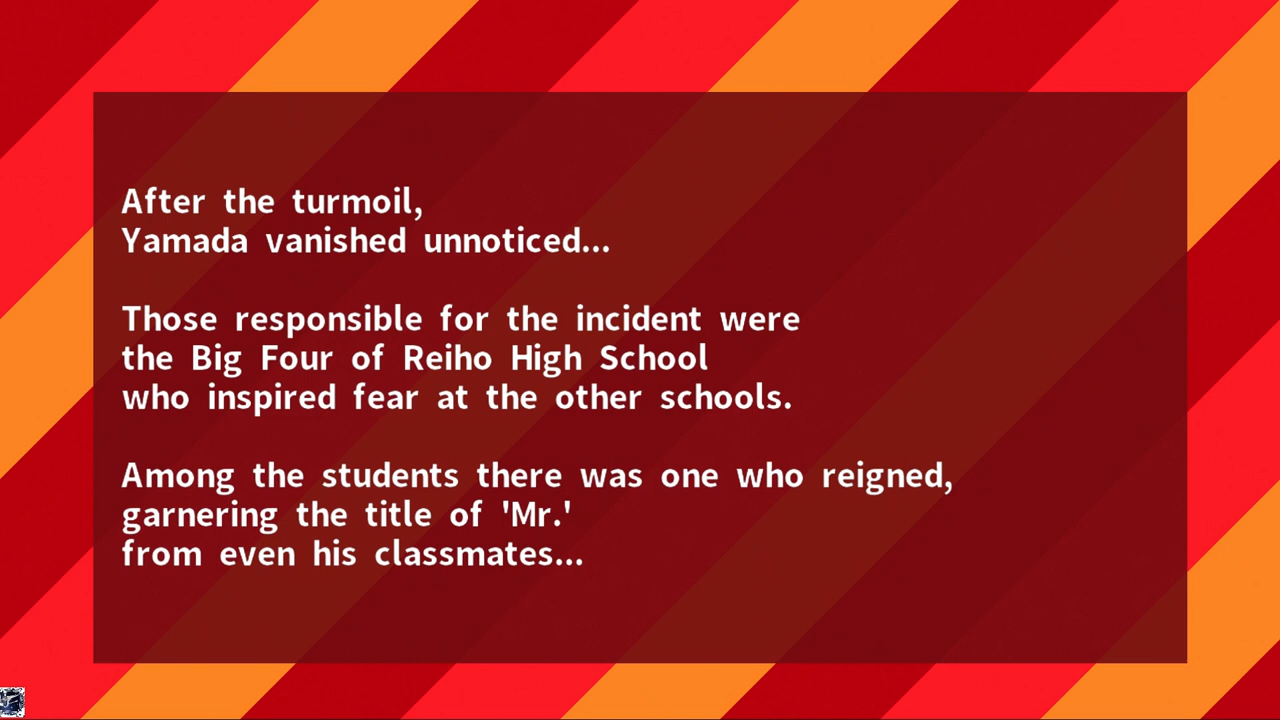 After the turmoil,
Yamada vanished unnoticed...
Those responsible for the incident were
the Big Four of Reiho High School
who inspired fear at the other schools.
Among the students there was one who reigned,
garnering the title of 'Mr.'
from even his classmates...